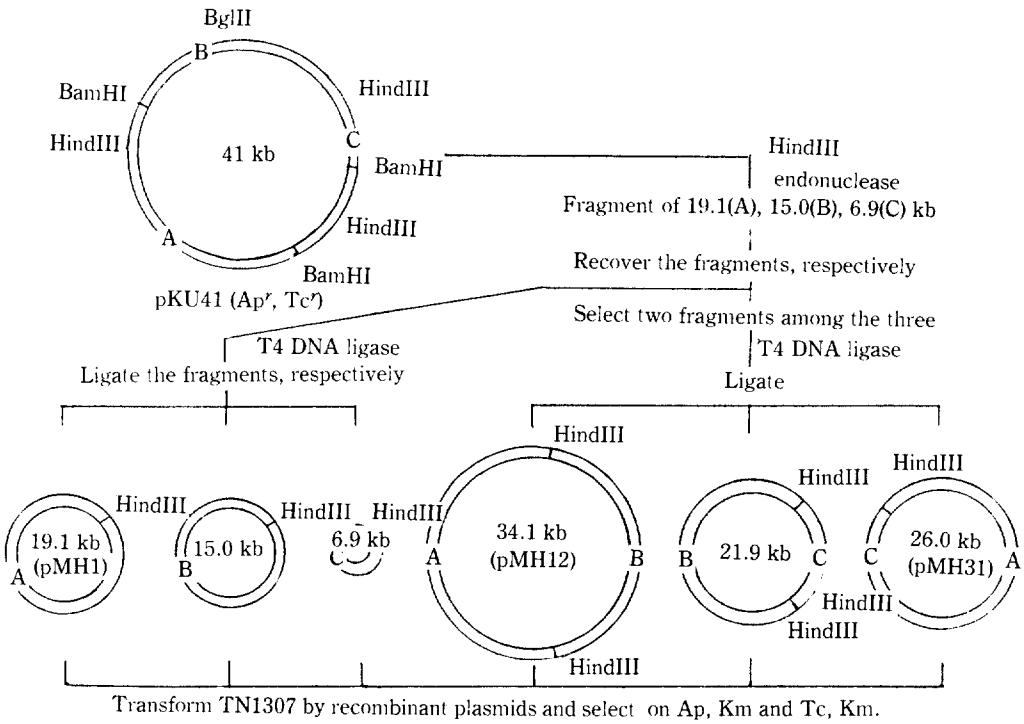 BglII
B
HindIII
BamHI
HindIII
41 kb
C
BamHI
HindIII
A
BamHI
pKU41 (Apʳ, Tcʳ)
HindIII
endonuclease
Fragment of 19.1(A), 15.0(B), 6.9(C) kb
Recover the fragments, respectively
Select two fragments among the three
T4 DNA ligase
Ligate
T4 DNA ligase
Ligate the fragments, respectively
HindIII
19.1 kb
(pMH1)
A
HindIII
15.0 kb
B
HindIII
6.9 kb
C
HindIII
34.1 kb
(pMH12)
A
B
HindIII
HindIII
21.9 kb
B
C
HindIII
HindIII
26.0 kb
(pMH31)
C
A
HindIII
Transform TN1307 by recombinant plasmids and select on Ap, Km and Tc, Km.